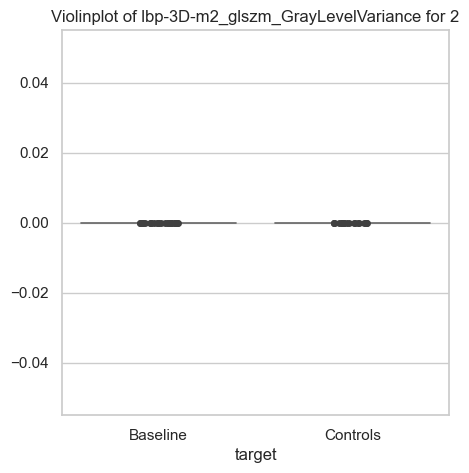 Violinplot of lbp-3D-m2_glszm_GrayLevelVariance for 2
0.04
0.02
0.00
−0.02
−0.04
Baseline Controls
target